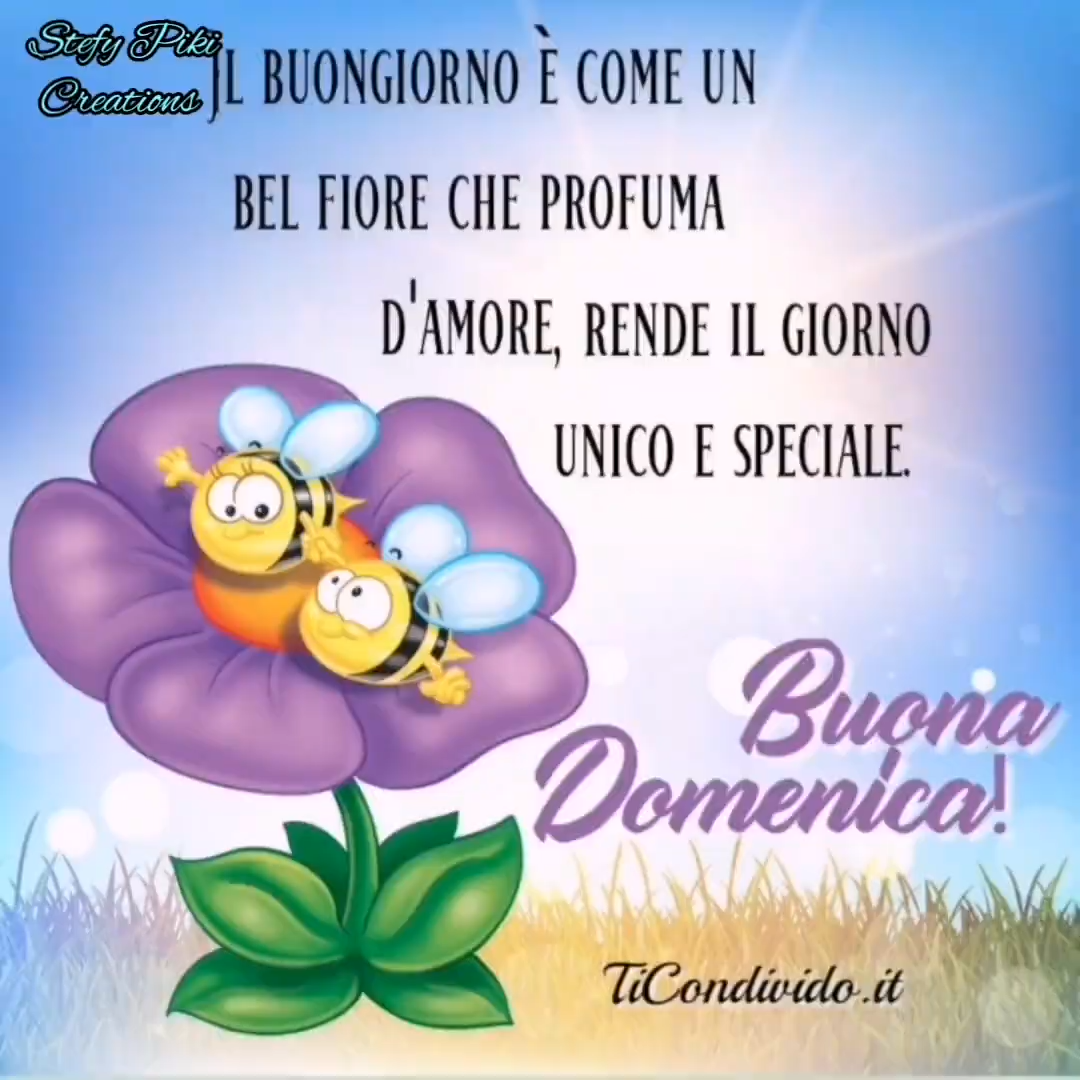 Stefy Piki
Creations
IL BUONGIORNO È COME UN
BEL FIORE CHE PROFUMA
D'AMORE, RENDE IL GIORNO
UNICO E SPECIALE.
Buona
Domenica!
TiCondivido.it